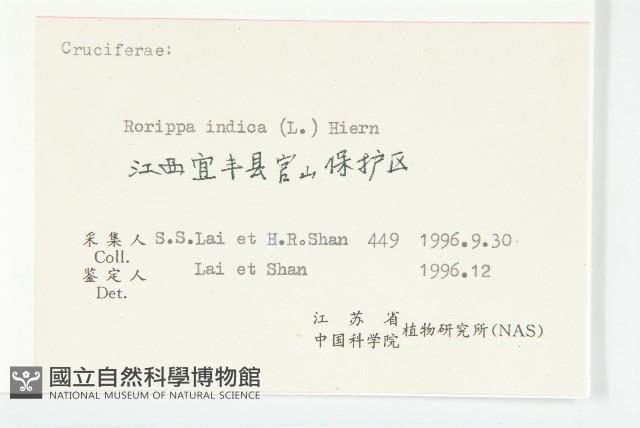 Cruciferae:
Rorippa indica (L.) Hiern
江西宜丰县官山保护区
采集人 S.S.Lai et H.R.Shan 449 1996.9.30.
Coll.
鉴定人 Lai et Shan 1996.12
Det.
江苏省
中国科学院 植物研究所(NAS)
國立自然科學博物館
NATIONAL MUSEUM OF NATURAL SCIENCE